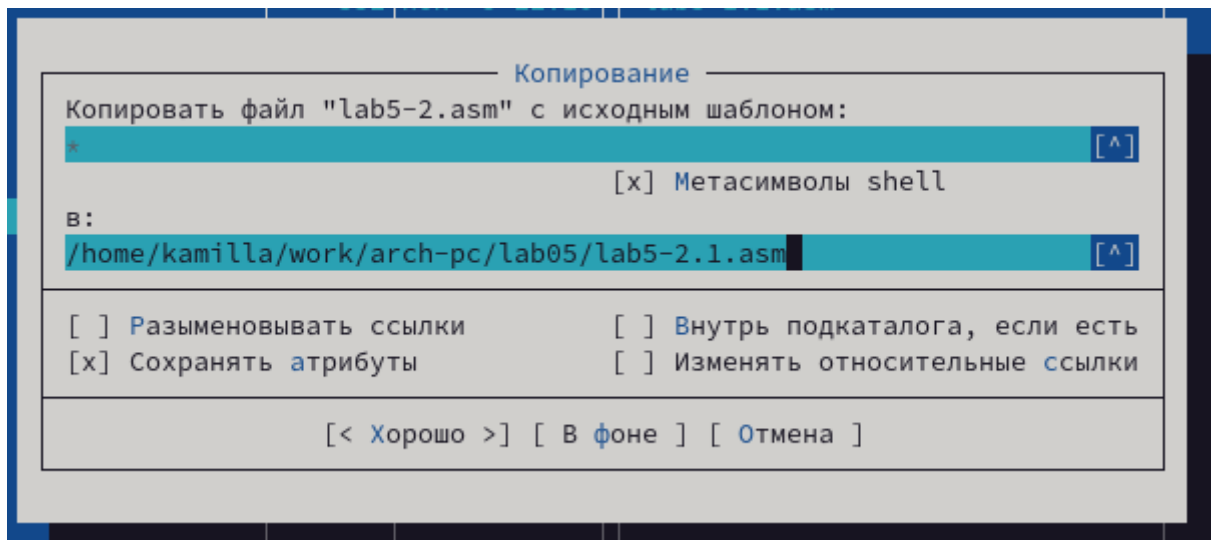 Копирование
Копировать файл "lab5-2.asm" с исходным шаблоном:
* [^]
[x] Метасимволы shell
в:
/home/kamilla/work/arch-pc/lab05/lab5-2.1.asm [^]
[ ] Разыменовывать ссылки [ ] Внутрь подкаталога, если есть
[x] Сохранять атрибуты [ ] Изменять относительные ссылки
[< Хорошо >] [ В фоне ] [ Отмена ]